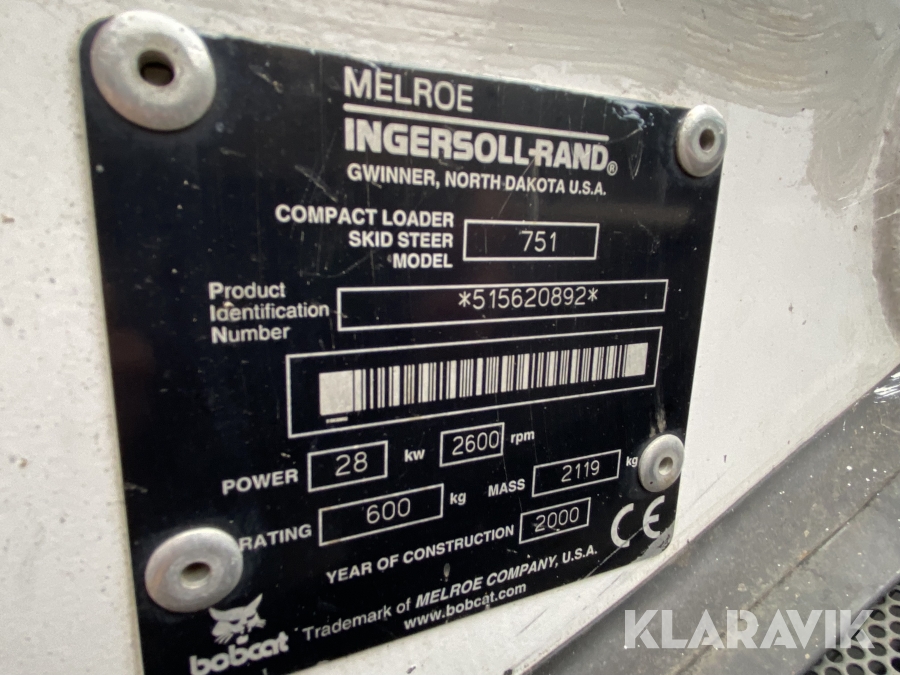 MELROE
INGERSOLL-RAND®
GWINNER, NORTH DAKOTA U.S.A.
COMPACT LOADER
SKID STEER
MODEL 751
Product
Identification
Number *515620892*
POWER 28 kw 2600 rpm
RATING 600 kg MASS 2119 kg
YEAR OF CONSTRUCTION 2000
CE
Trademark of MELROE COMPANY, U.S.A.
www.bobcat.com
bobcat
KLARAVIK